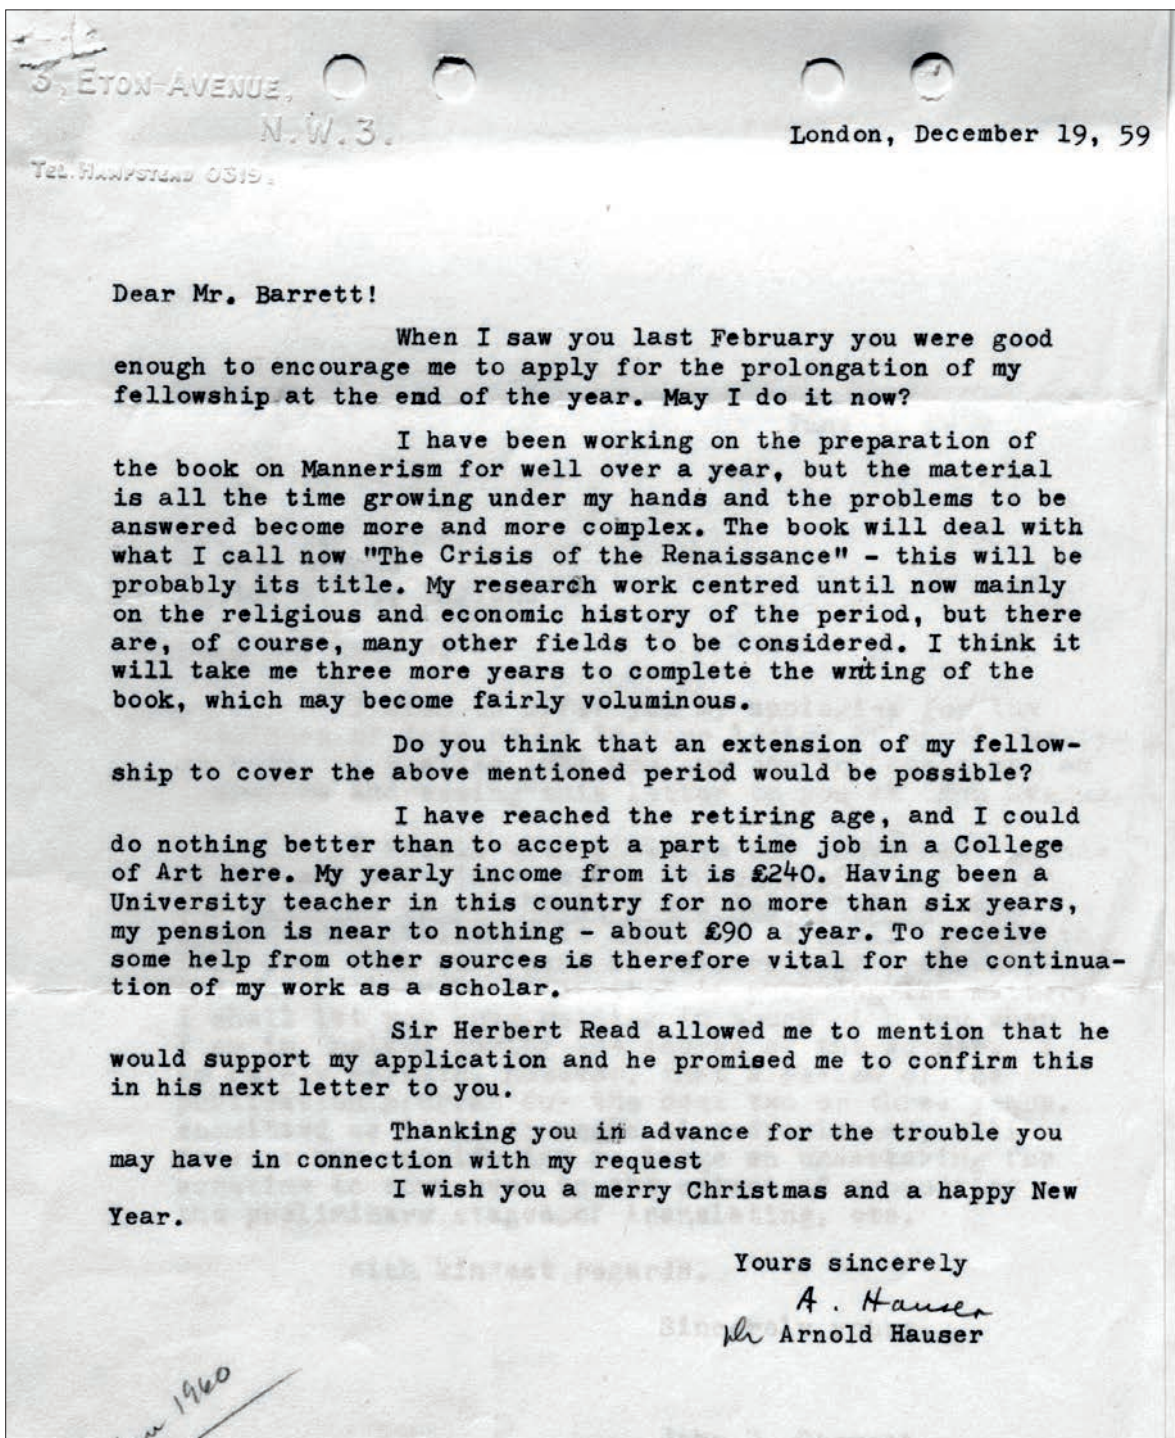 3, ETON AVENUE,
N.W.3.
TEL. HAMPSTEAD 0319.
London, December 19, 59
Dear Mr. Barrett!
When I saw you last February you were good
enough to encourage me to apply for the prolongation of my
fellowship at the end of the year. May I do it now?
I have been working on the preparation of
the book on Mannerism for well over a year, but the material
is all the time growing under my hands and the problems to be
answered become more and more complex. The book will deal with
what I call now "The Crisis of the Renaissance" - this will be
probably its title. My research work centred until now mainly
on the religious and economic history of the period, but there
are, of course, many other fields to be considered. I think it
will take me three more years to complete the writing of the
book, which may become fairly voluminous.
Do you think that an extension of my fellow-
ship to cover the above mentioned period would be possible?
I have reached the retiring age, and I could
do nothing better than to accept a part time job in a College
of Art here. My yearly income from it is £240. Having been a
University teacher in this country for no more than six years,
my pension is near to nothing - about £90 a year. To receive
some help from other sources is therefore vital for the continua-
tion of my work as a scholar.
Sir Herbert Read allowed me to mention that he
would support my application and he promised me to confirm this
in his next letter to you.
Thanking you in advance for the trouble you
may have in connection with my request
I wish you a merry Christmas and a happy New
Year.
Yours sincerely
A. Hauser
Dr Arnold Hauser
1960